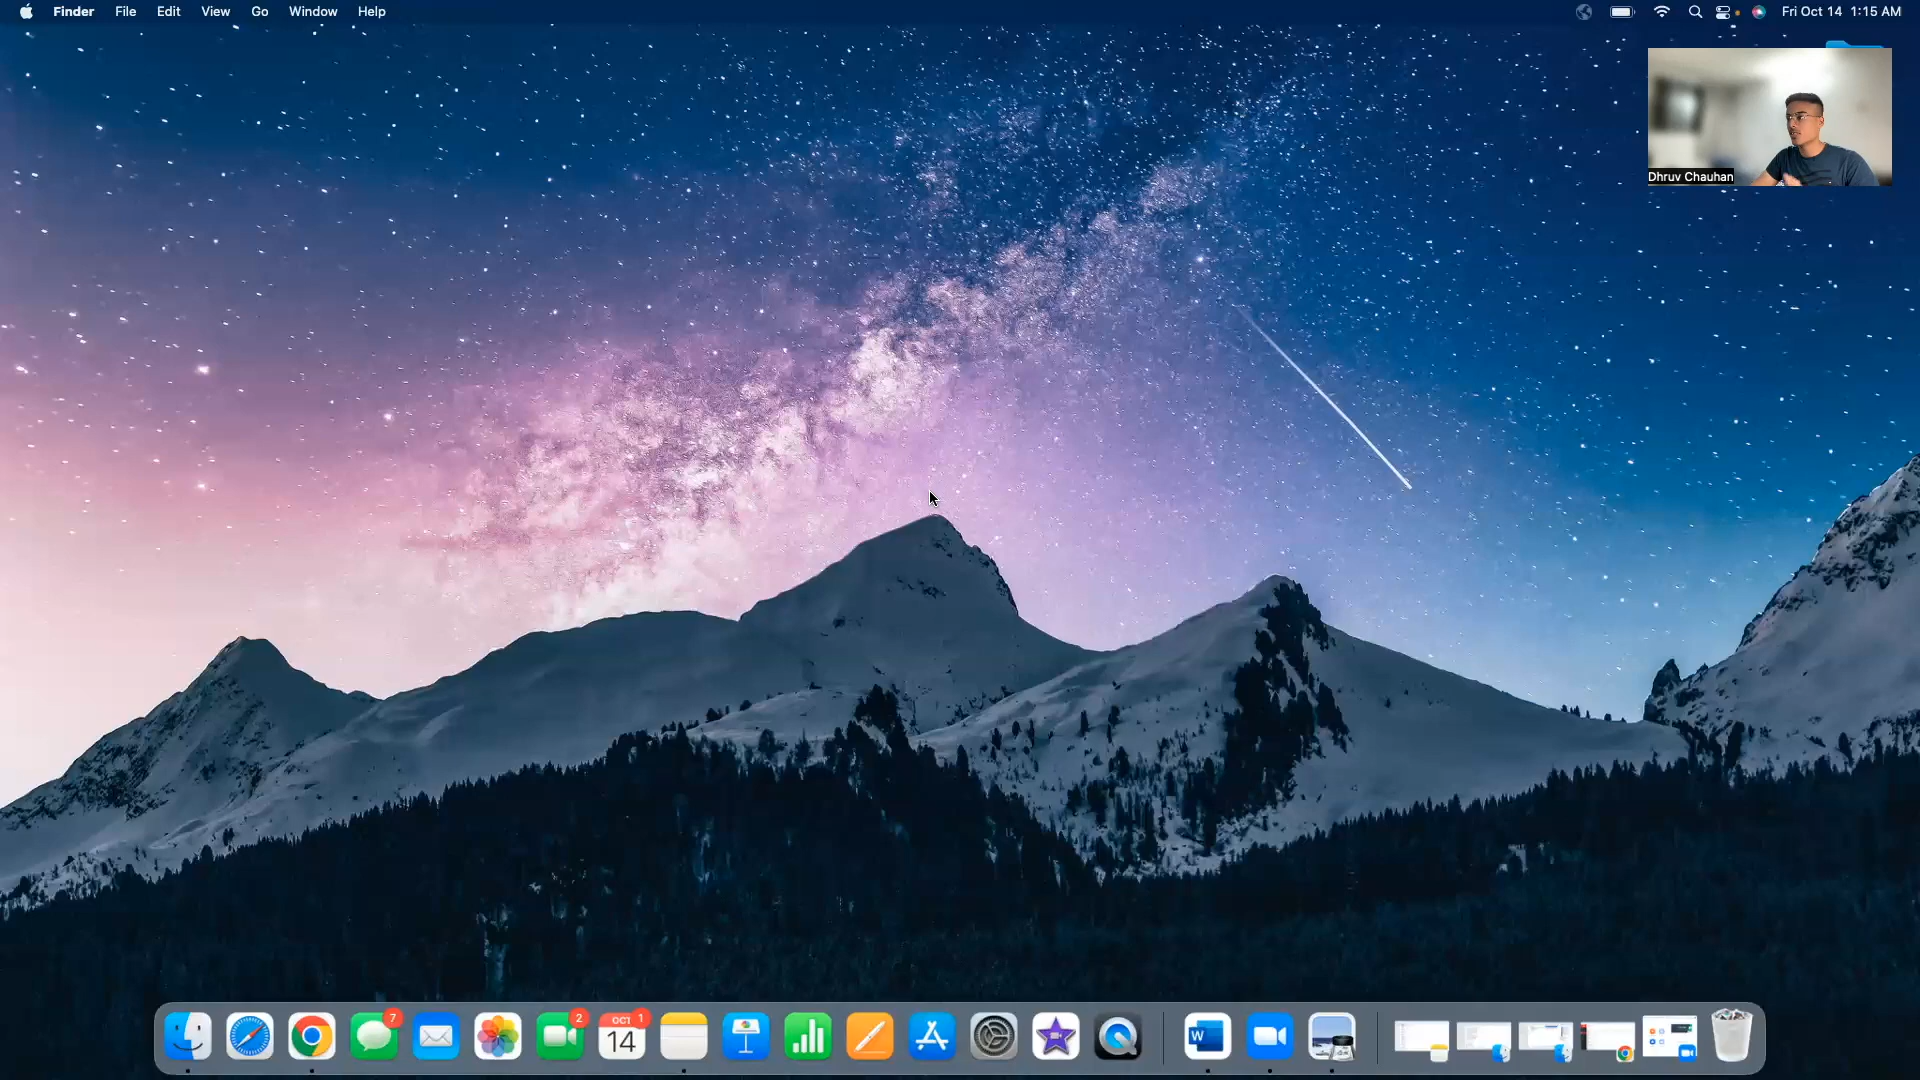 Finder File Edit View Go Window Help
Fri Oct 14 1:15 AM
Dhruv Chauhan
7
2
OCT 1
14
W